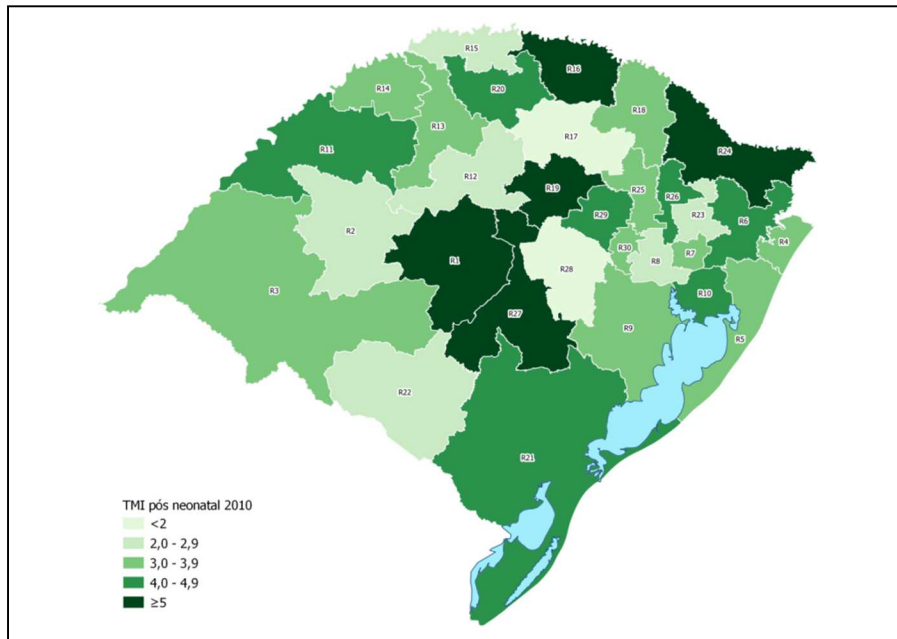 R15
R16
R14
R20
R18
R13
R17
R11
R24
R12
R19
R25
R26
R2
R29
R23
R6
R30
R4
R1
R8
R7
R28
R3
R10
R27
R9
R5
R22
R21
TMI pós neonatal 2010
<2
2,0 - 2,9
3,0 - 3,9
4,0 - 4,9
≥5